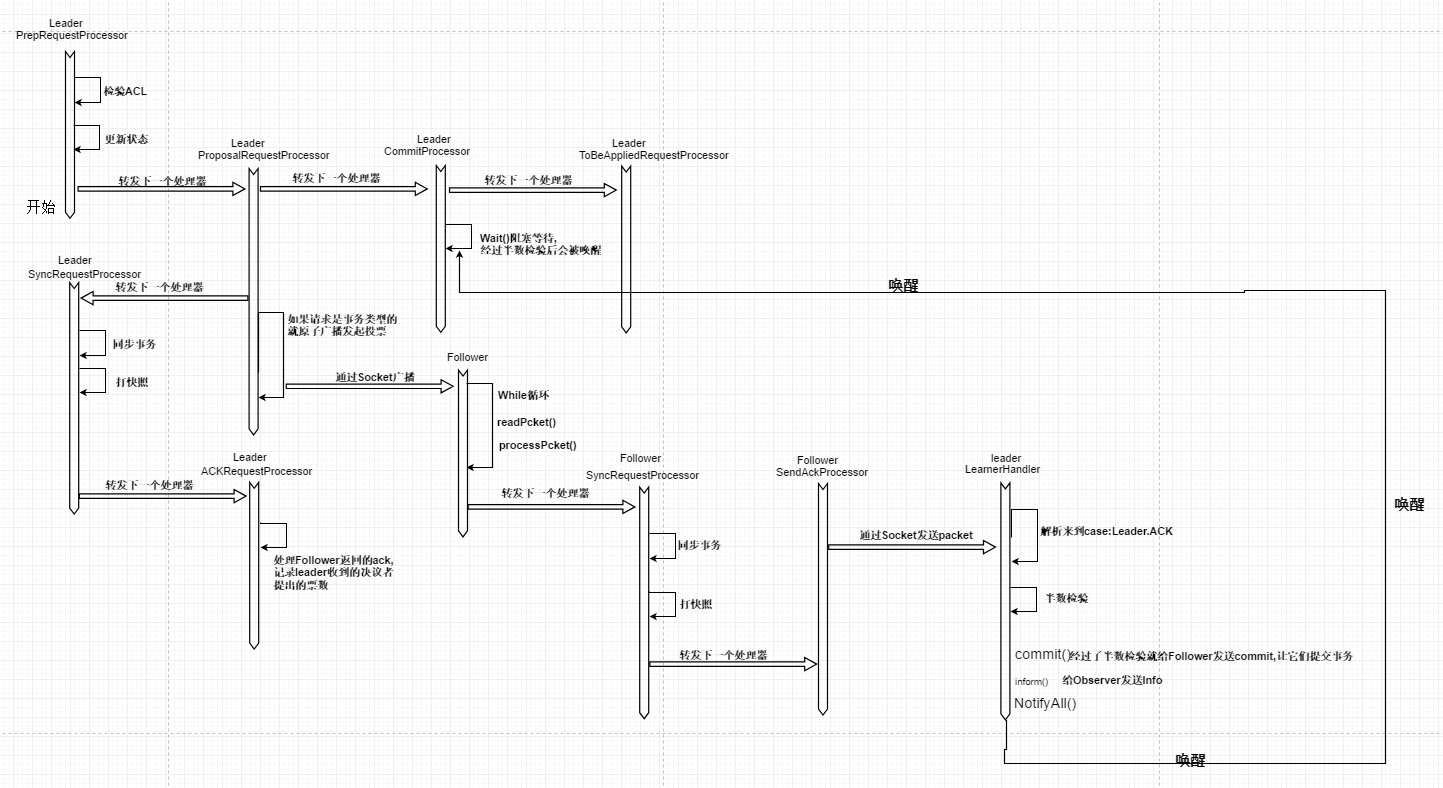 Leader
PrepRequestProcessor
检验ACL
更新状态
转发下一个处理器
开始
Leader
ProposalRequestProcessor
转发下一个处理器
Leader
CommitProcessor
转发下一个处理器
Leader
ToBeAppliedRequestProcessor
Wait()阻塞等待,
经过半数检验后会被唤醒
唤醒
Leader
SyncRequestProcessor
转发下一个处理器
同步事务
打快照
如果请求是事务类型的
就原子广播发起投票
通过Socket广播
Follower
While循环
readPcket()
processPcket()
转发下一个处理器
Leader
ACKRequestProcessor
处理Follower返回的ack,
记录leader收到的决议者
提出的票数
转发下一个处理器
Follower
SyncRequestProcessor
同步事务
打快照
转发下一个处理器
Follower
SendAckProcessor
通过Socket发送packet
leader
LearnerHandler
解析来到case:Leader.ACK
半数检验
commit()经过了半数检验就给Follower发送commit,让它们提交事务
inform() 给Observer发送Info
NotifyAll()
唤醒
唤醒